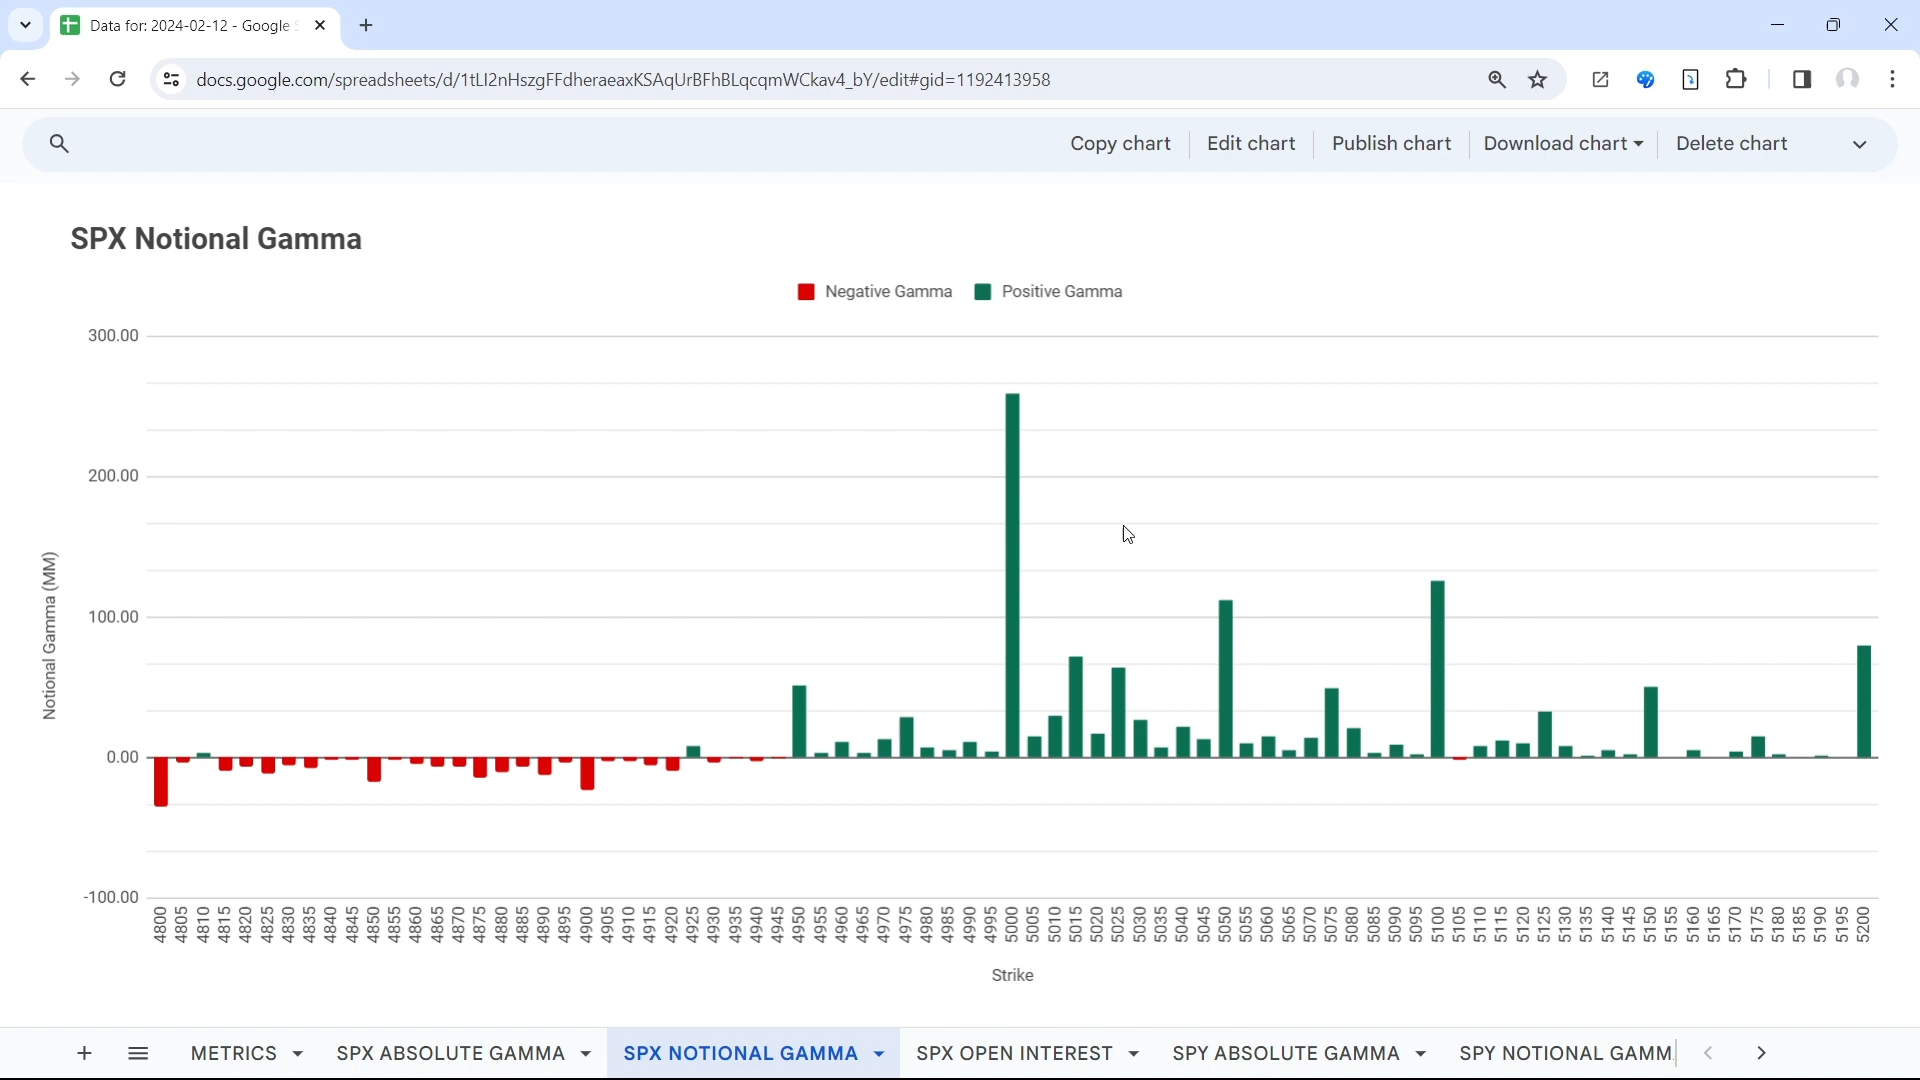 Data for: 2024-02-12 - Google S
docs.google.com/spreadsheets/d/1tLI2nHszgFFdheraeaxKSAqUrBFhBLqcqmWCkav4_bY/edit#gid=1192413958
Copy chart Edit chart Publish chart Download chart Delete chart
SPX Notional Gamma
Negative Gamma Positive Gamma
300.00
200.00
100.00
0.00
-100.00
Notional Gamma (MM)
4800 4805 4810 4815 4820 4825 4830 4835 4840 4845 4850 4855 4860 4865 4870 4875 4880 4885 4890 4895 4900 4905 4910 4915 4920 4925 4930 4935 4940 4945 4950 4955 4960 4965 4970 4975 4980 4985 4990 4995 5000 5005 5010 5015 5020 5025 5030 5035 5040 5045 5050 5055 5060 5065 5070 5075 5080 5085 5090 5095 5100 5105 5110 5115 5120 5125 5130 5135 5140 5145 5150 5155 5160 5165 5170 5175 5180 5185 5190 5195 5200
Strike
METRICS SPX ABSOLUTE GAMMA SPX NOTIONAL GAMMA SPX OPEN INTEREST SPY ABSOLUTE GAMMA SPY NOTIONAL GAMM